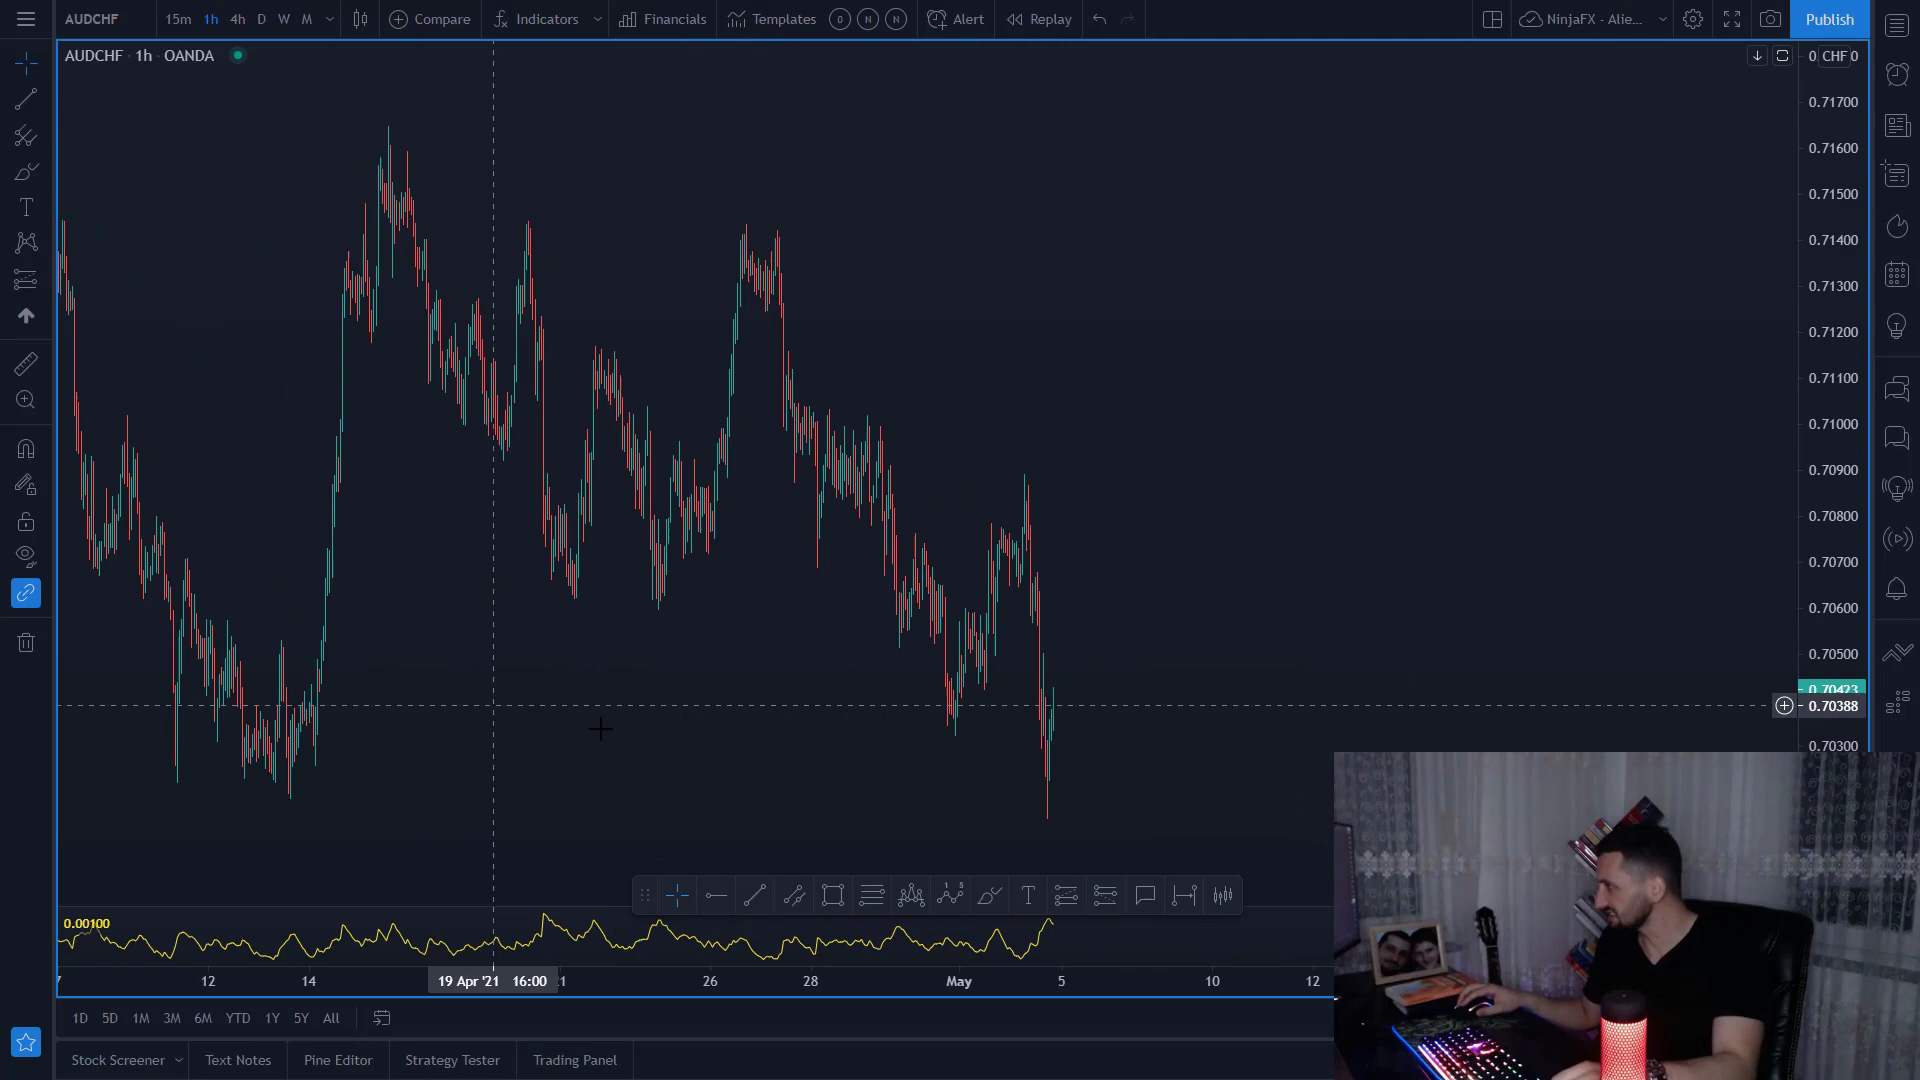 AUDCHF 15m 1h 4h D W M Compare Indicators Financials Templates O N N Alert Replay NinjaFX - Alie... Publish
AUDCHF · 1h · OANDA
CHF
0.71700
0.71600
0.71500
0.71400
0.71300
0.71200
0.71100
0.71000
0.70900
0.70800
0.70700
0.70600
0.70500
0.70423
0.70388
0.70300
0.00100
12 14 19 Apr '21 16:00 26 28 May 5 10 12
1D 5D 1M 3M 6M YTD 1Y 5Y All
Stock Screener Text Notes Pine Editor Strategy Tester Trading Panel